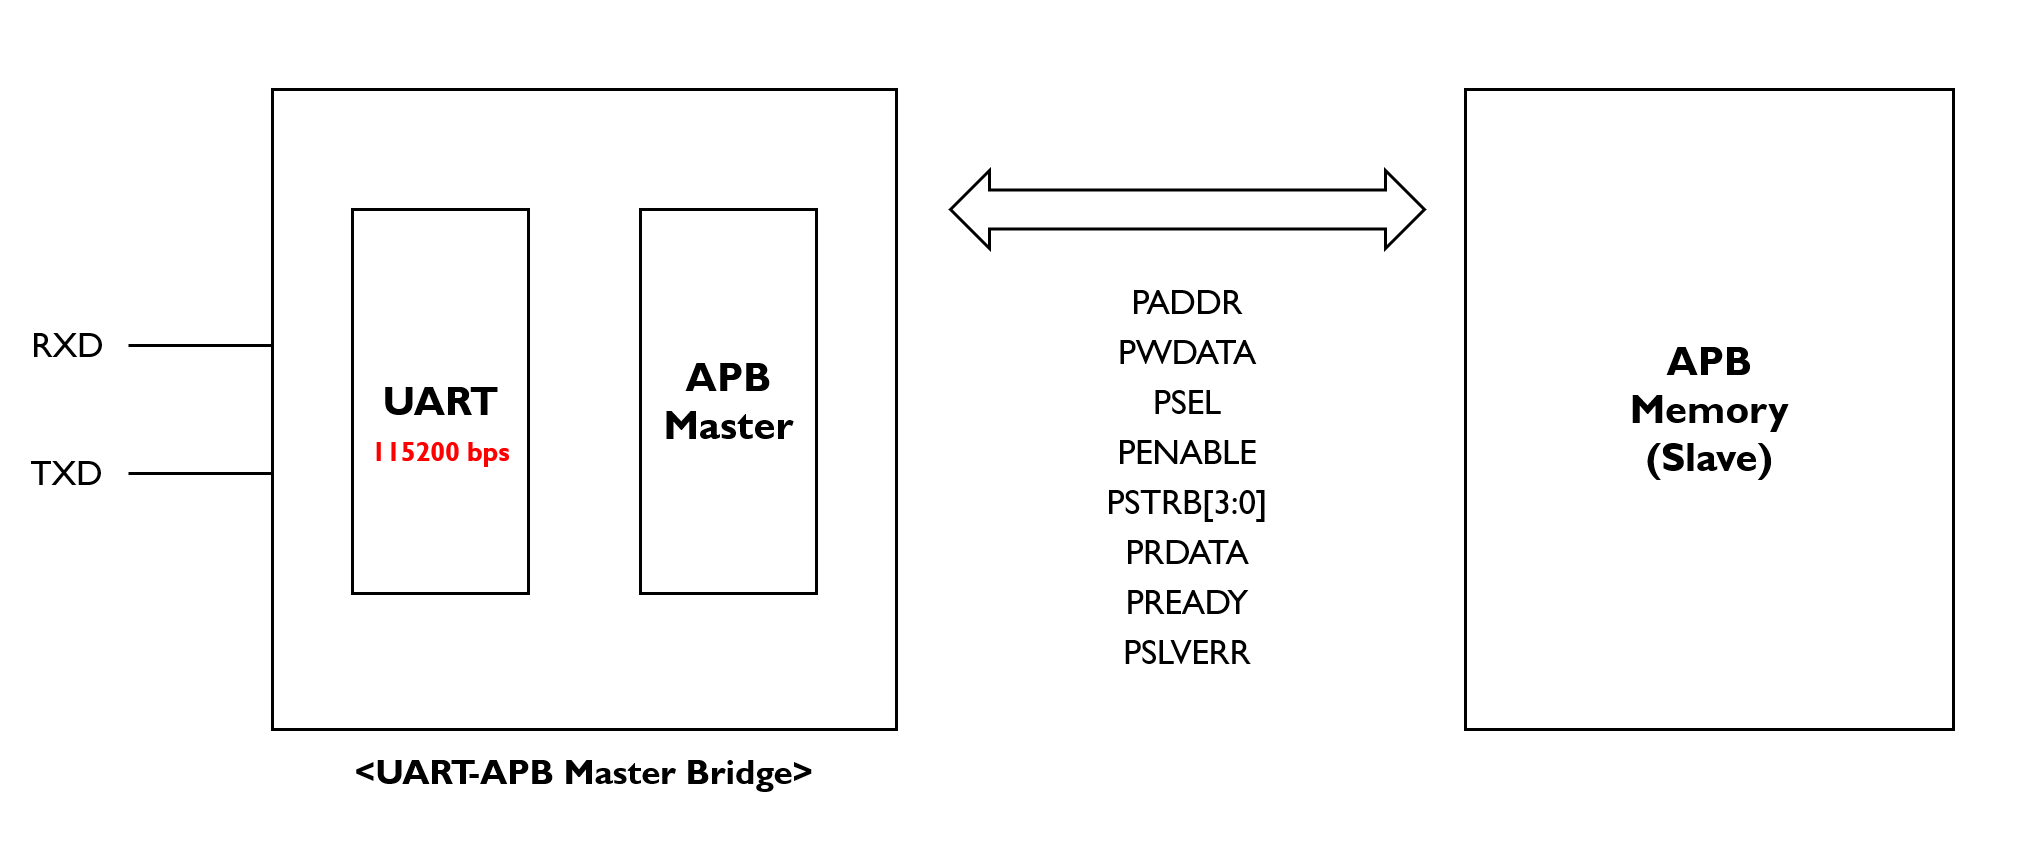 RXD
TXD
UART
115200 bps
APB
Master
<UART-APB Master Bridge>
PADDR
PWDATA
PSEL
PENABLE
PSTRB[3:0]
PRDATA
PREADY
PSLVERR
APB
Memory
(Slave)